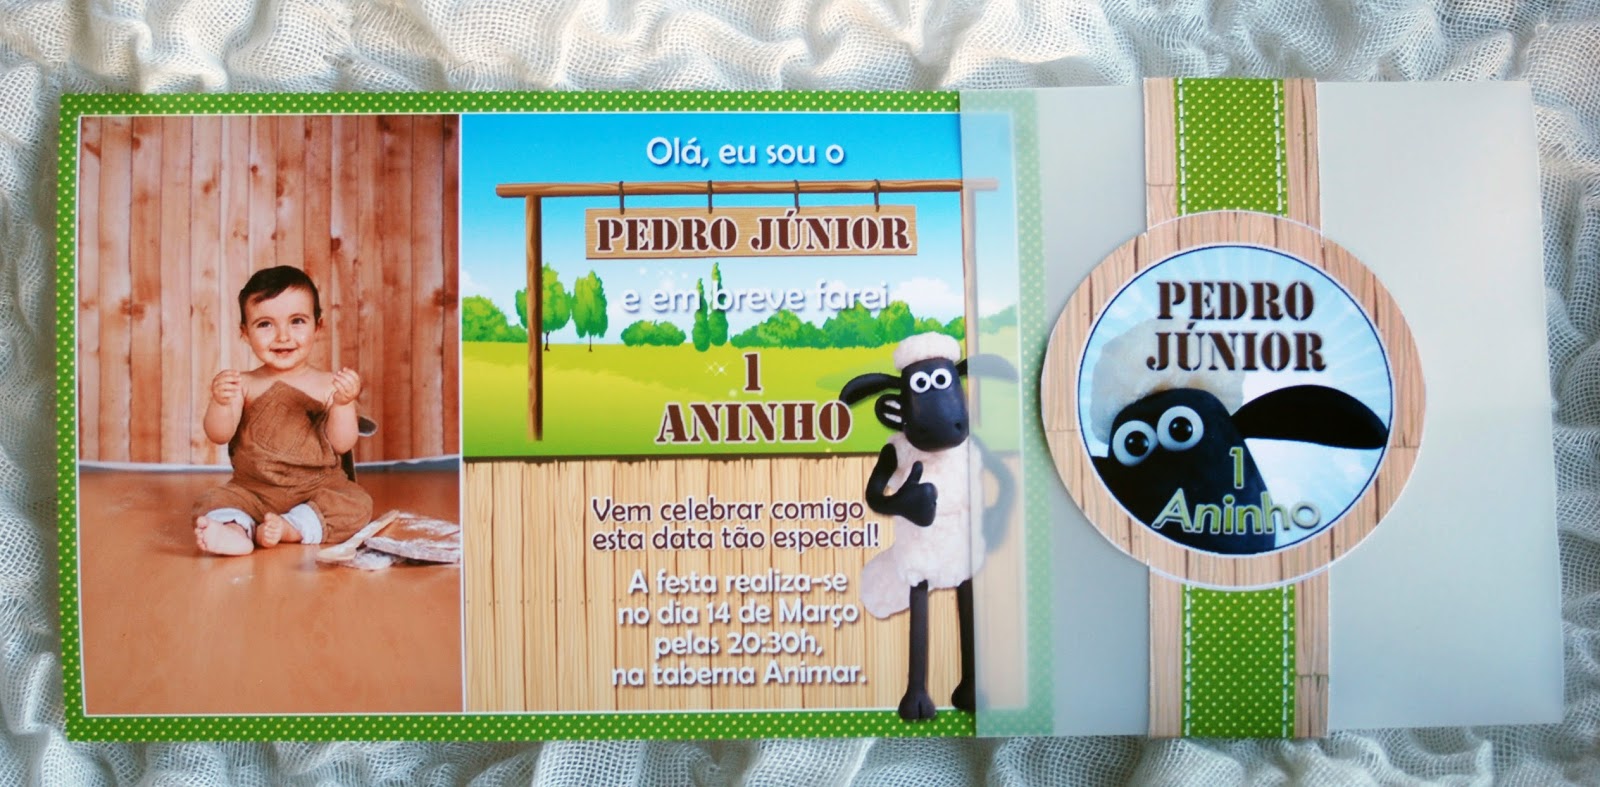 Olá, eu sou o
PEDRO JÚNIOR
e em breve farei
1
ANINHO
Vem celebrar comigo
esta data tão especial!
A festa realiza-se
no dia 14 de Março
pelas 20:30h,
na taberna Animar.
PEDRO
JÚNIOR
1
Aninho